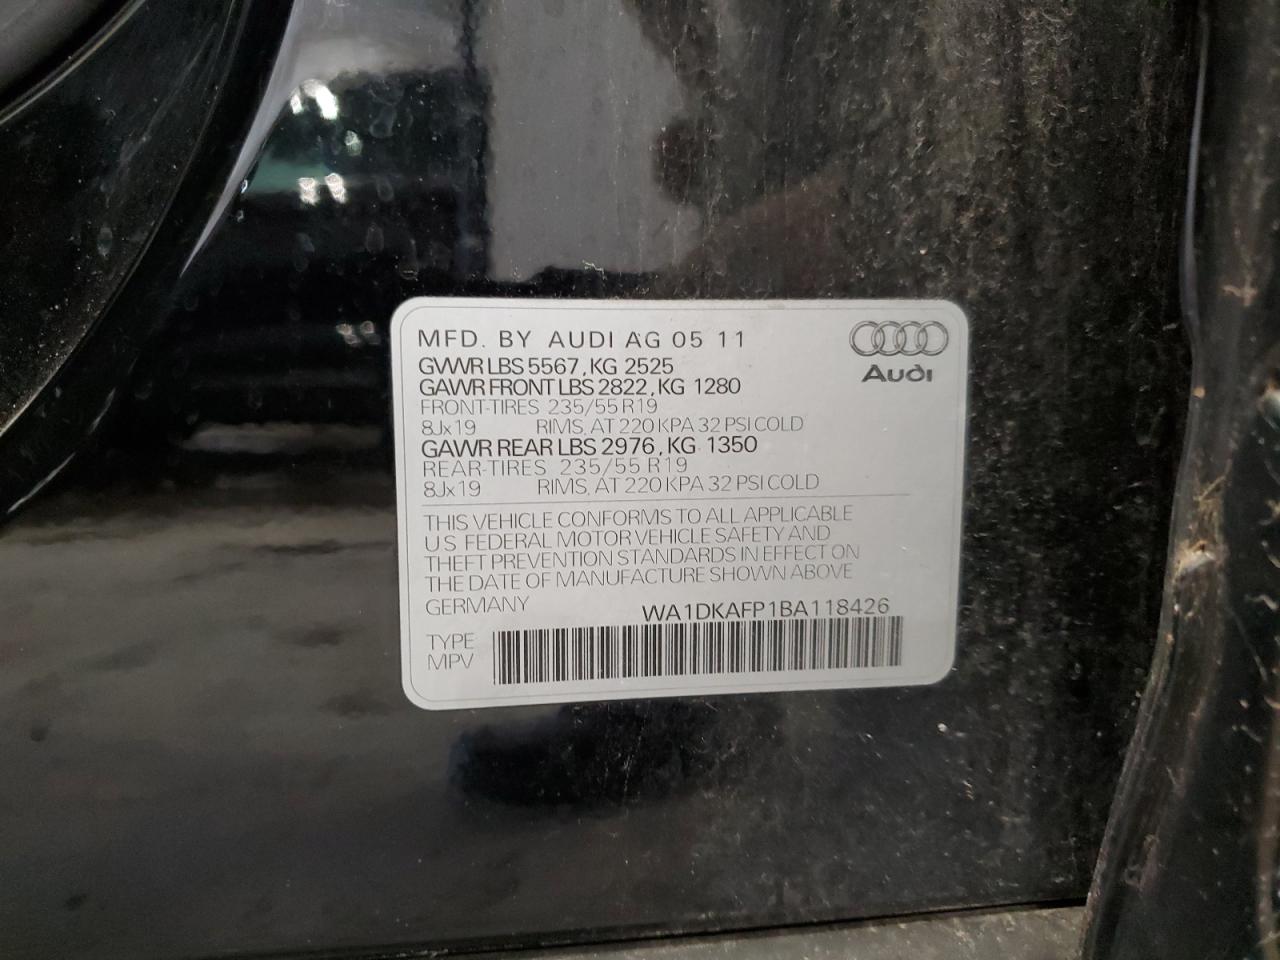 MFD. BY AUDI AG 05 11
Audi
GVWR LBS 5567, KG 2525
GAWR FRONT LBS 2822, KG 1280
FRONT-TIRES 235/55 R19
8Jx19 RIMS, AT 220 KPA 32 PSI COLD
GAWR REAR LBS 2976, KG 1350
REAR-TIRES 235/55 R19
8Jx19 RIMS, AT 220 KPA 32 PSI COLD
THIS VEHICLE CONFORMS TO ALL APPLICABLE
US FEDERAL MOTOR VEHICLE SAFETY AND
THEFT PREVENTION STANDARDS IN EFFECT ON
THE DATE OF MANUFACTURE SHOWN ABOVE
GERMANY WA1DKAFP1BA118426
TYPE
MPV